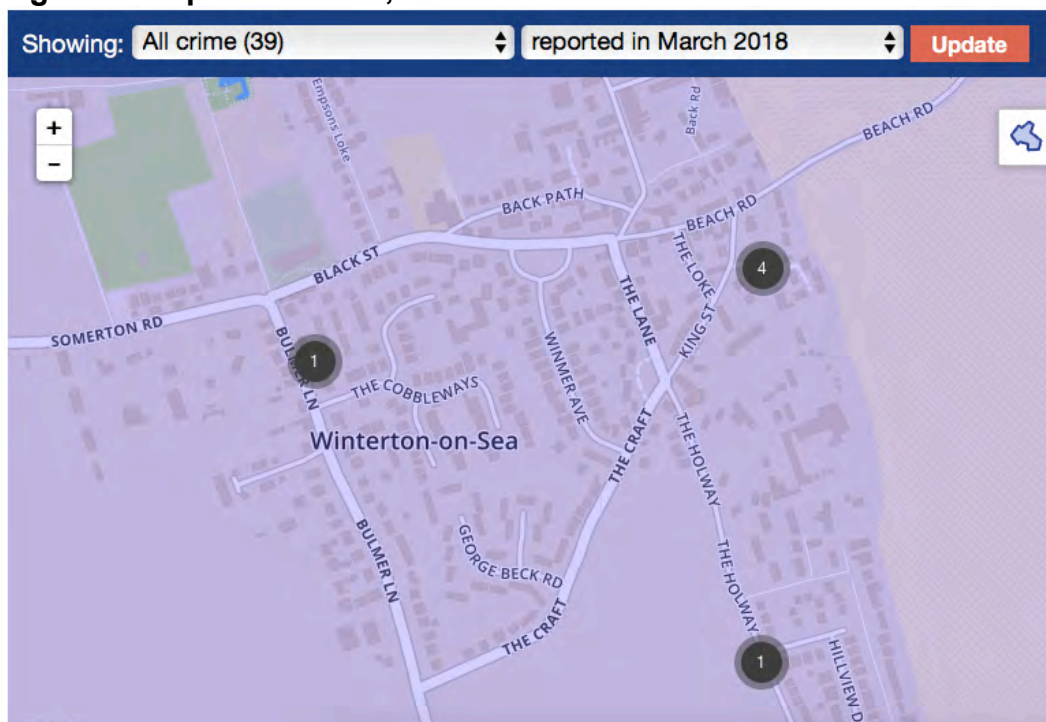 Showing: All crime (39) reported in March 2018 Update
+
−
Empsons Loke
Back Rd
BEACH RD
BACK PATH
BEACH RD
BLACK ST
THE LOKE
4
THE LANE
KING ST
SOMERTON RD
BULMER LN
1
WINMER AVE
THE COBBLEWAYS
Winterton-on-Sea
THE CRAFT
THE HOLWAY
BULMER LN
GEORGE BECK RD
THE HOLWAY
THE CRAFT
1
HILLVIEW D